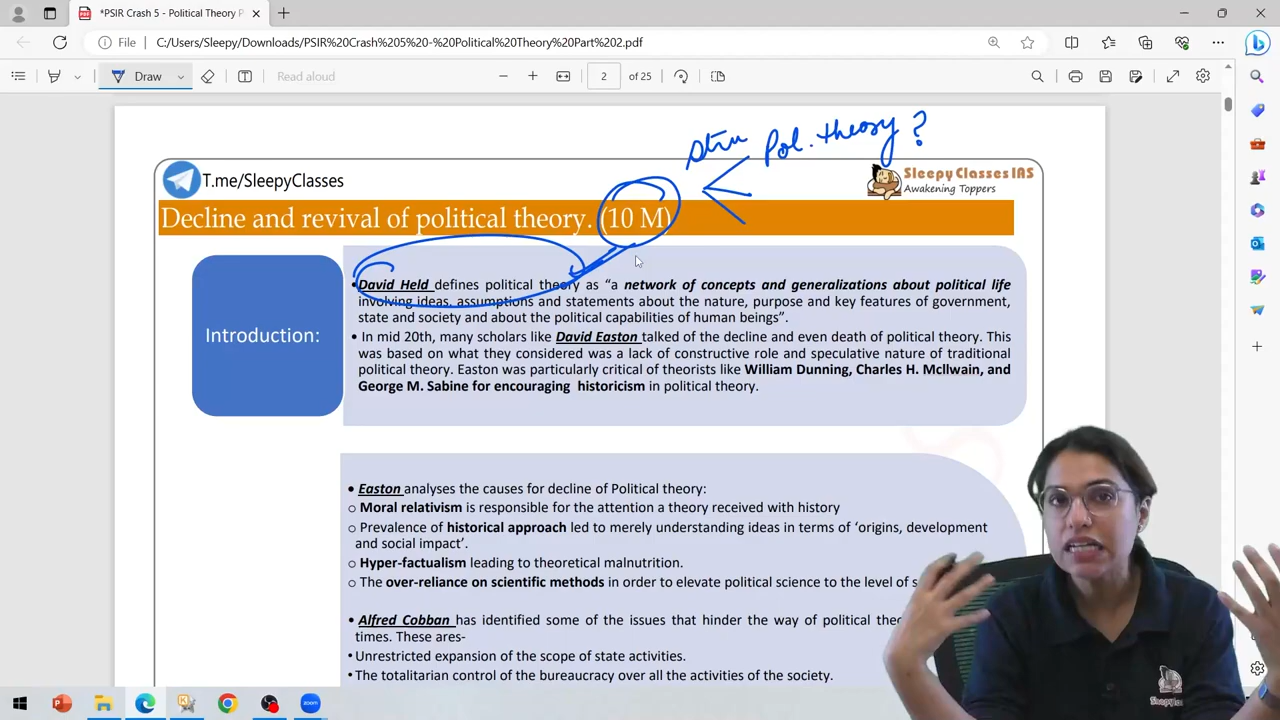 *PSIR Crash 5 - Political Theory P
File
C:/Users/Sleepy/Downloads/PSIR%20Crash%205%20-%20Political%20Theory%20Part%202.pdf
Draw
Read aloud
2 of 25
Pol. theory ?
T.me/SleepyClasses
Sleepy Classes IAS
Awakening Toppers
Decline and revival of political theory. (10 M)
Introduction:
•David Held defines political theory as “a network of concepts and generalizations about political life
involving ideas, assumptions and statements about the nature, purpose and key features of government,
state and society and about the political capabilities of human beings”.
• In mid 20th, many scholars like David Easton talked of the decline and even death of political theory. This
was based on what they considered was a lack of constructive role and speculative nature of traditional
political theory. Easton was particularly critical of theorists like William Dunning, Charles H. McIlwain, and
George M. Sabine for encouraging historicism in political theory.
• Easton analyses the causes for decline of Political theory:
o Moral relativism is responsible for the attention a theory received with history
o Prevalence of historical approach led to merely understanding ideas in terms of ‘origins, development
and social impact’.
o Hyper-factualism leading to theoretical malnutrition.
o The over-reliance on scientific methods in order to elevate political science to the level of
• Alfred Cobban has identified some of the issues that hinder the way of political
times. These ares-
•Unrestricted expansion of the scope of state activities.
•The totalitarian control of the bureaucracy over all the activities of the society.
zoom